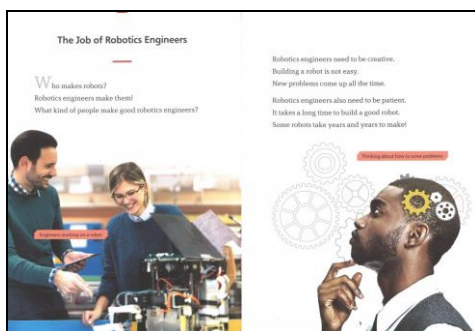 The Job of Robotics Engineers
Who makes robots?
Robotics engineers make them!
What kind of people make good robotics engineers?
Engineers working on a robot
Robotics engineers need to be creative.
Building a robot is not easy.
New problems come up all the time.
Robotics engineers also need to be patient.
It takes a long time to build a good robot.
Some robots take years and years to make!
Thinking about how to solve problems